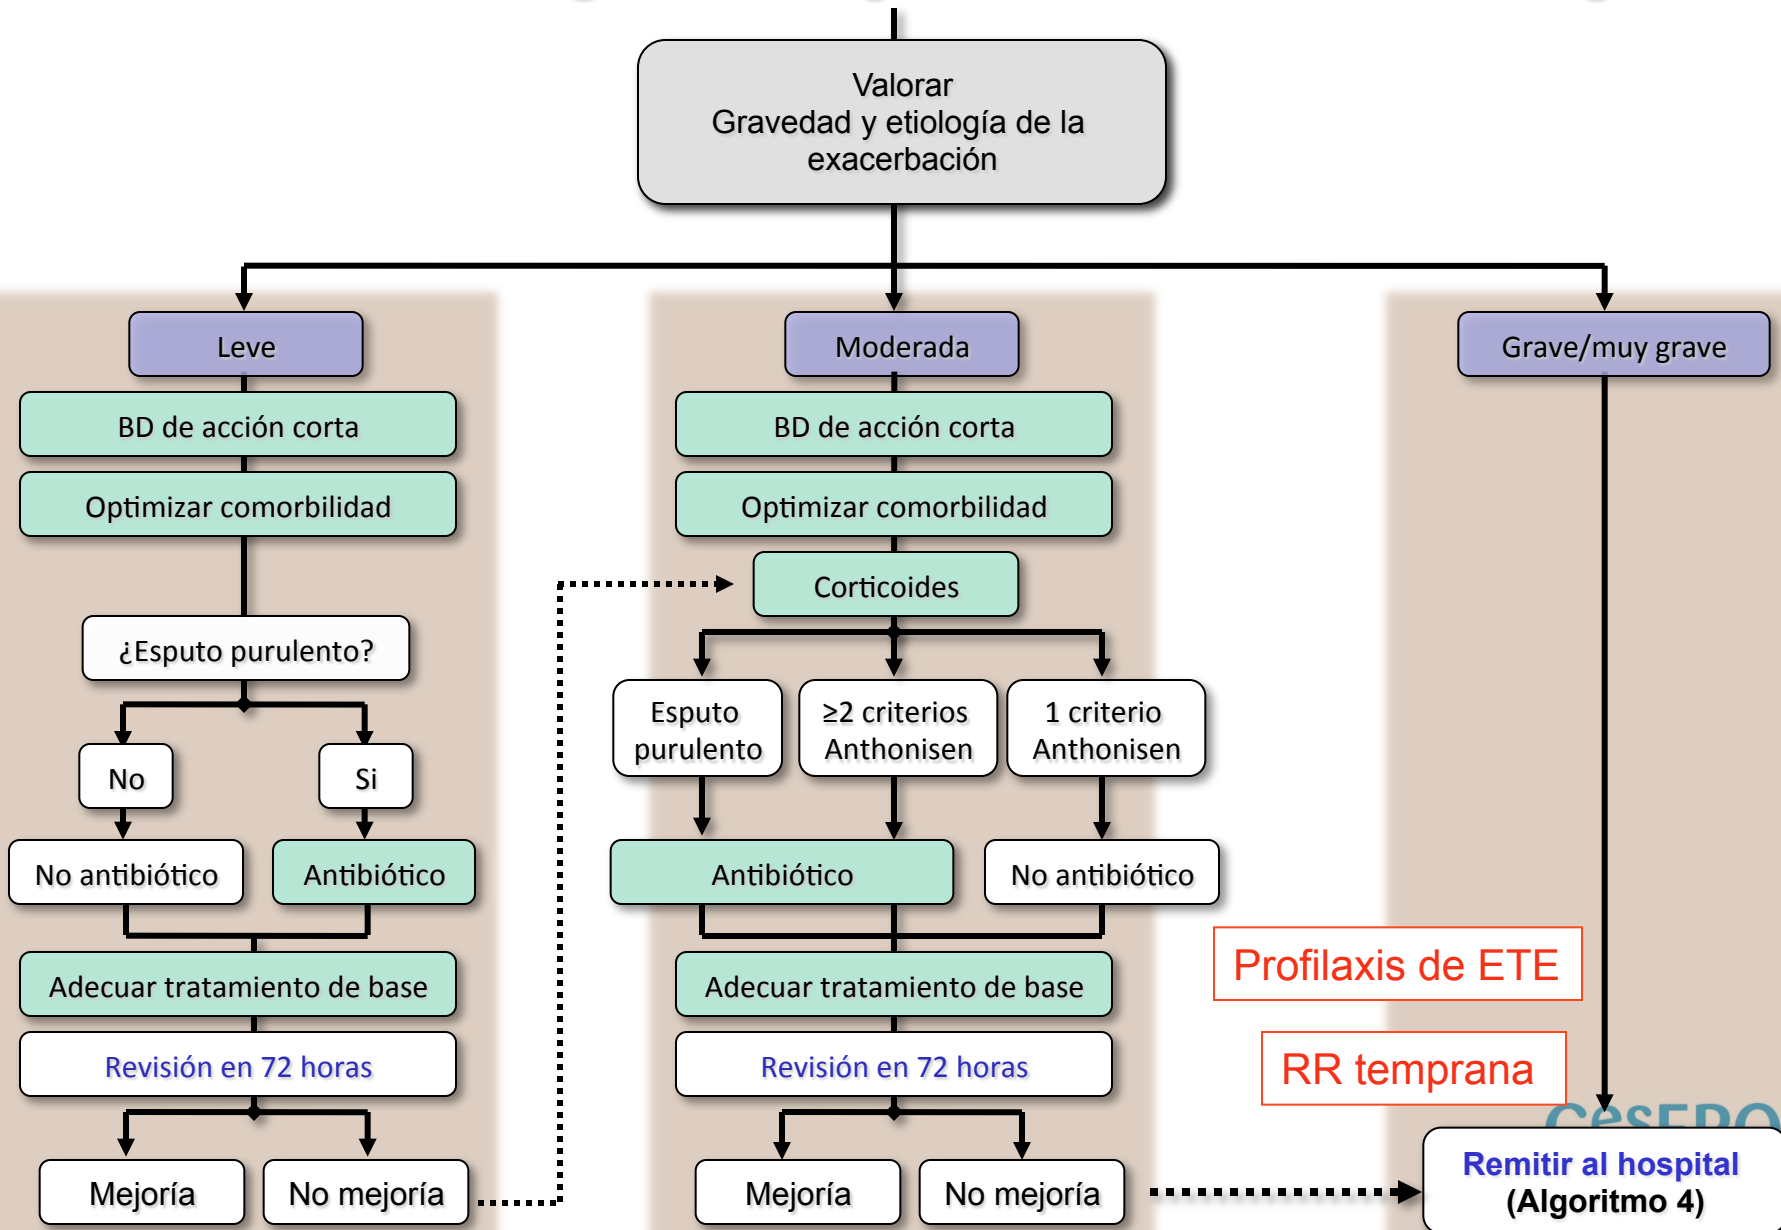 Valorar
Gravedad y etiología de la
exacerbación
Leve
BD de acción corta
Optimizar comorbilidad
¿Esputo purulento?
No
Si
No antibiótico
Antibiótico
Adecuar tratamiento de base
Revisión en 72 horas
Mejoría
No mejoría
Moderada
BD de acción corta
Optimizar comorbilidad
Corticoides
Esputo
purulento
≥2 criterios
Anthonisen
1 criterio
Anthonisen
Antibiótico
No antibiótico
Adecuar tratamiento de base
Revisión en 72 horas
Mejoría
No mejoría
Grave/muy grave
Profilaxis de ETE
RR temprana
Remitir al hospital
(Algoritmo 4)